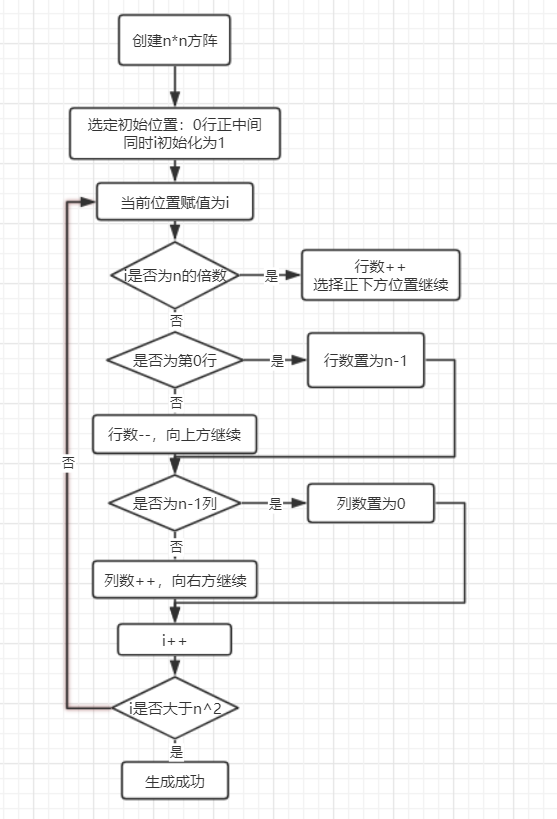 创建n*n方阵
选定初始位置：0行正中间
同时i初始化为1
当前位置赋值为i
i是否为n的倍数
是
行数++
选择正下方位置继续
否
是否为第0行
是
行数置为n-1
否
行数--，向上方继续
否
是否为n-1列
是
列数置为0
否
列数++，向右方继续
i++
i是否大于n^2
是
生成成功